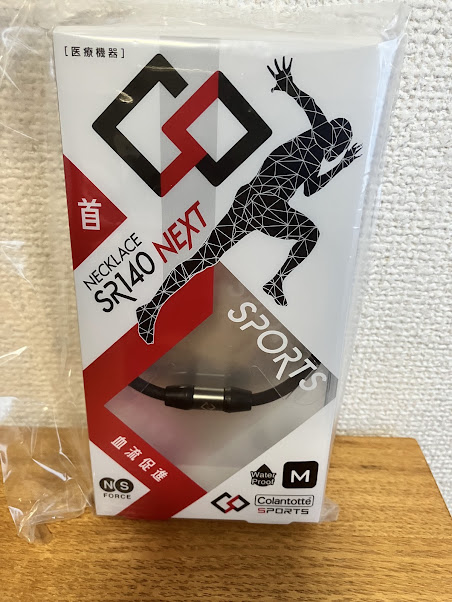 [医療機器]
首
NECKLACE
SR140 NEXT
SPORTS
血流促進
N S
FORCE
Water
Proof
M
Colantotte
SPORTS